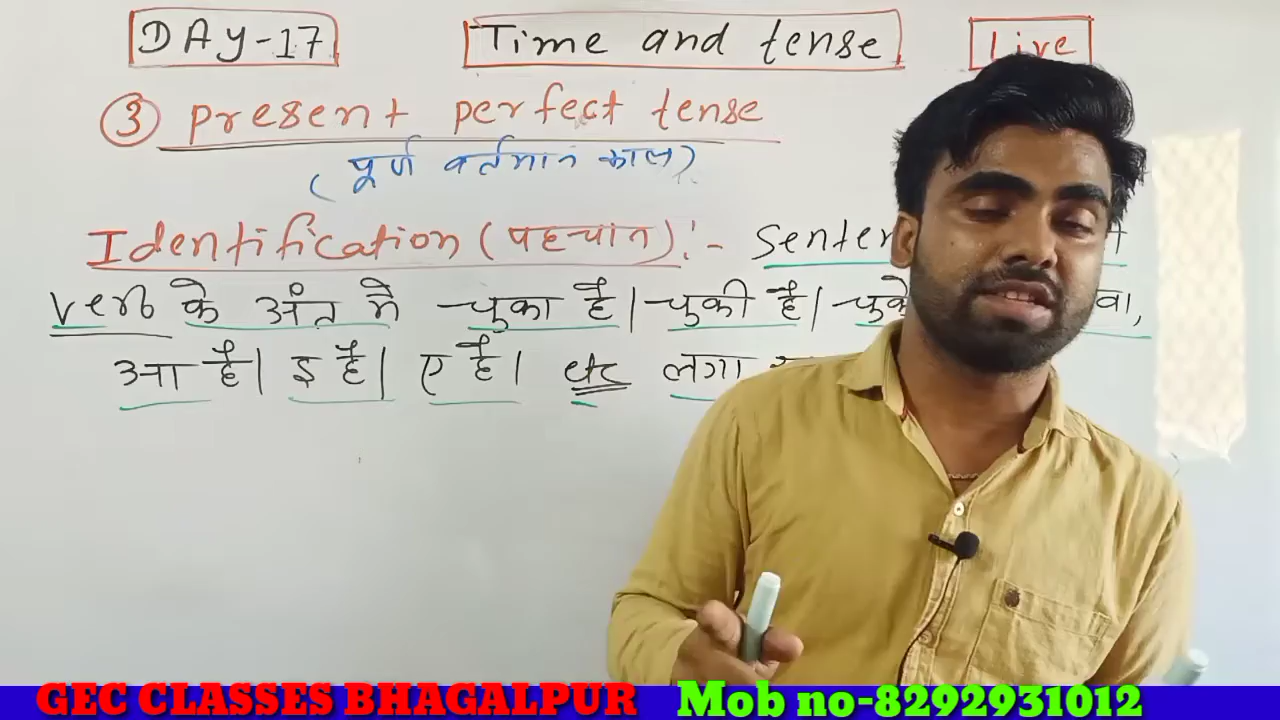 DAY-17
Time and tense
Live
③ present perfect tense
(पूर्ण वर्तमान काल)
Identification (पहचान):-
verb के अंत में चुका है। चुकी है। चुके वा,
आ है। इ है। ए है। etc लगा
GEC CLASSES BHAGALPUR Mob no-8292931012